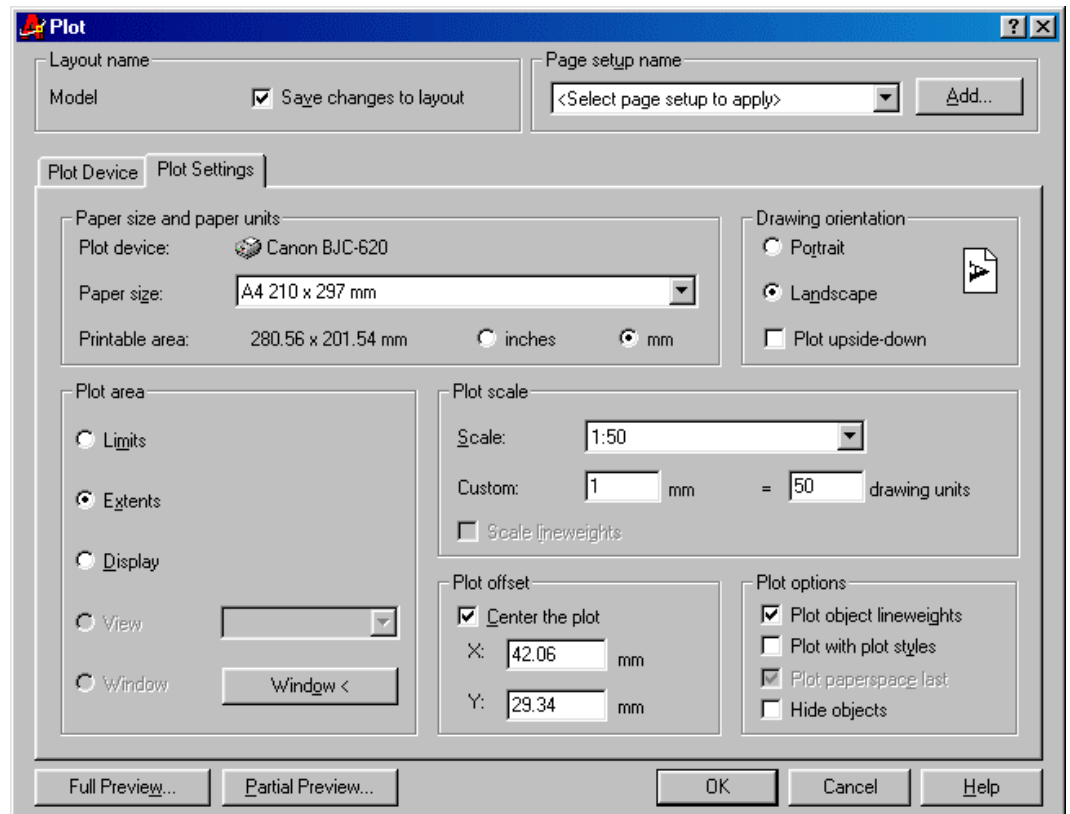 Plot
Layout name
Model
Save changes to layout
Page setup name
<Select page setup to apply>
Add...
Plot Device
Plot Settings
Paper size and paper units
Plot device:
Canon BJC-620
Paper size:
A4 210 x 297 mm
Printable area:
280.56 x 201.54 mm
inches
mm
Drawing orientation
Portrait
Landscape
Plot upside-down
A
Plot area
Limits
Extents
Display
View
Window
Window <
Plot scale
Scale:
1:50
Custom:
1
mm
=
50
drawing units
Scale lineweights
Plot offset
Center the plot
X:
42.06
mm
Y:
29.34
mm
Plot options
Plot object lineweights
Plot with plot styles
Plot paperspace last
Hide objects
Full Preview...
Partial Preview...
OK
Cancel
Help